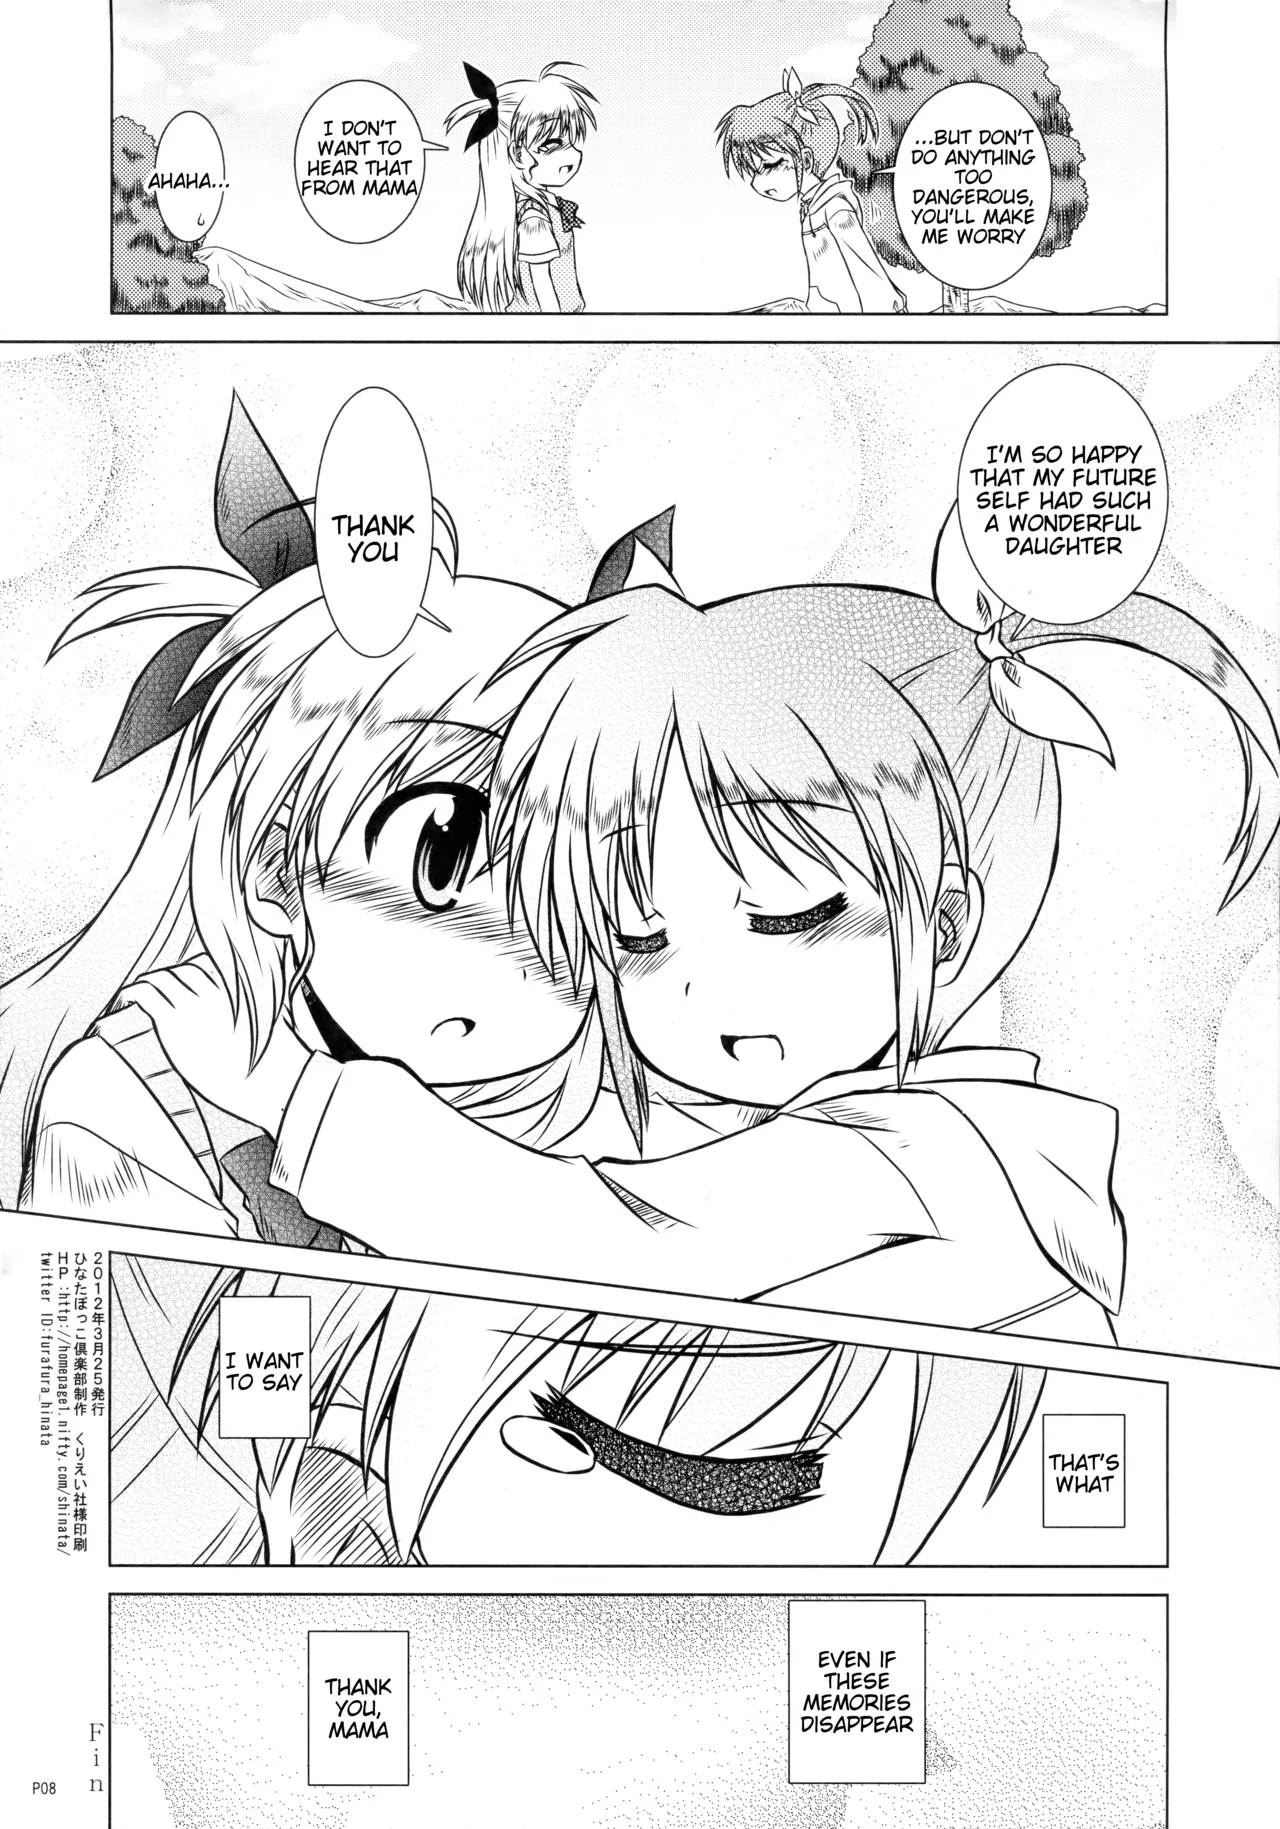 ...BUT DON'T
DO ANYTHING
TOO
DANGEROUS,
YOU'LL MAKE
ME WORRY
I DON'T
WANT TO
HEAR THAT
FROM MAMA
AHAHA...
I'M SO HAPPY
THAT MY FUTURE
SELF HAD SUCH
A WONDERFUL
DAUGHTER
THANK
YOU
THAT'S
WHAT
I WANT
TO SAY
EVEN IF
THESE
MEMORIES
DISAPPEAR
THANK
YOU,
MAMA
2012年3月25発行
ひなたぼっこ倶楽部制作　くりえい社様印刷
HP:http://homepage1.nifty.com/shinata/
twitter ID:furafura_hinata
Fin
P08